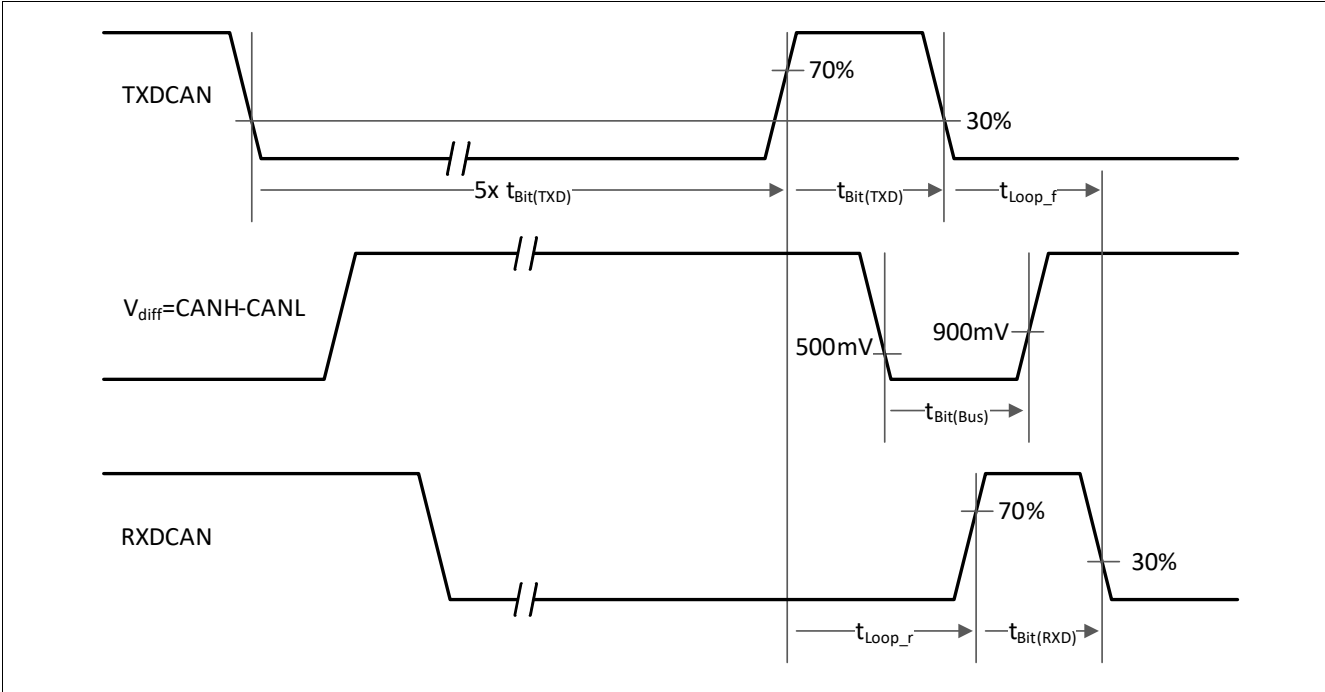 TXDCAN
70%
30%
5x tBit(TXD)
tBit(TXD)
tLoop_f
Vdiff=CANH-CANL
500mV
900mV
tBit(Bus)
RXDCAN
70%
30%
tLoop_r
tBit(RXD)